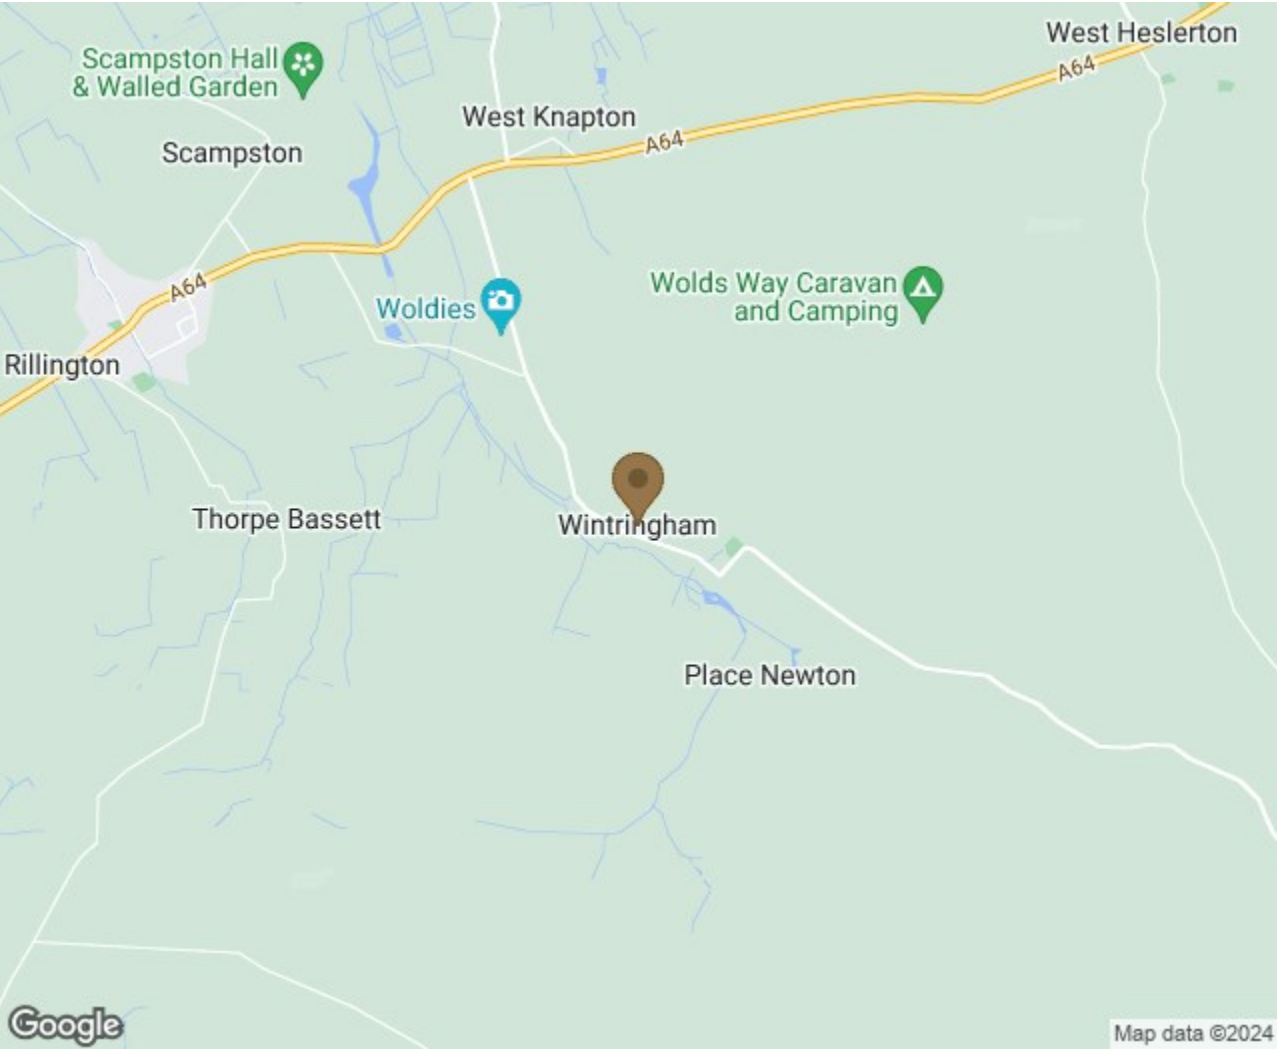 West Heslerton
A64
Scampston Hall
& Walled Garden
West Knapton
A64
Scampston
Wolds Way Caravan
and Camping
A64
Woldies
Rillington
Thorpe Bassett
Wintringham
Place Newton
Google
Map data ©2024